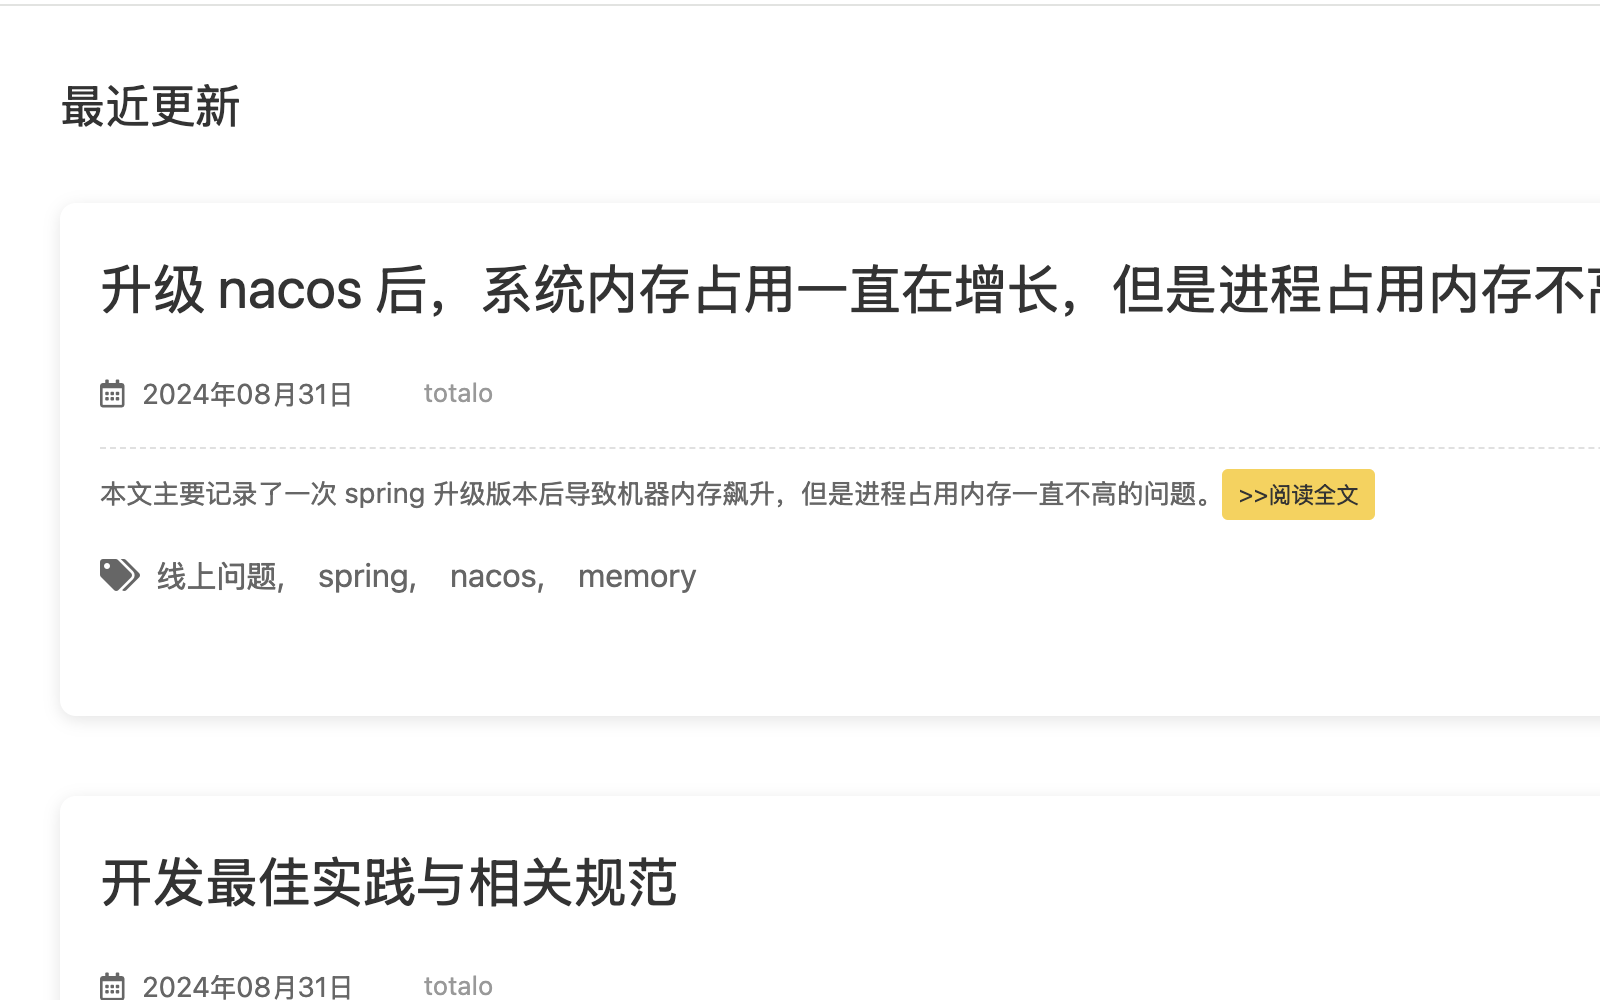 最近更新
升级 nacos 后，系统内存占用一直在增长，但是进程占用内存不
2024年08月31日 totalo
本文主要记录了一次 spring 升级版本后导致机器内存飙升，但是进程占用内存一直不高的问题。 >>阅读全文
线上问题, spring, nacos, memory
开发最佳实践与相关规范
2024年08月31日 totalo